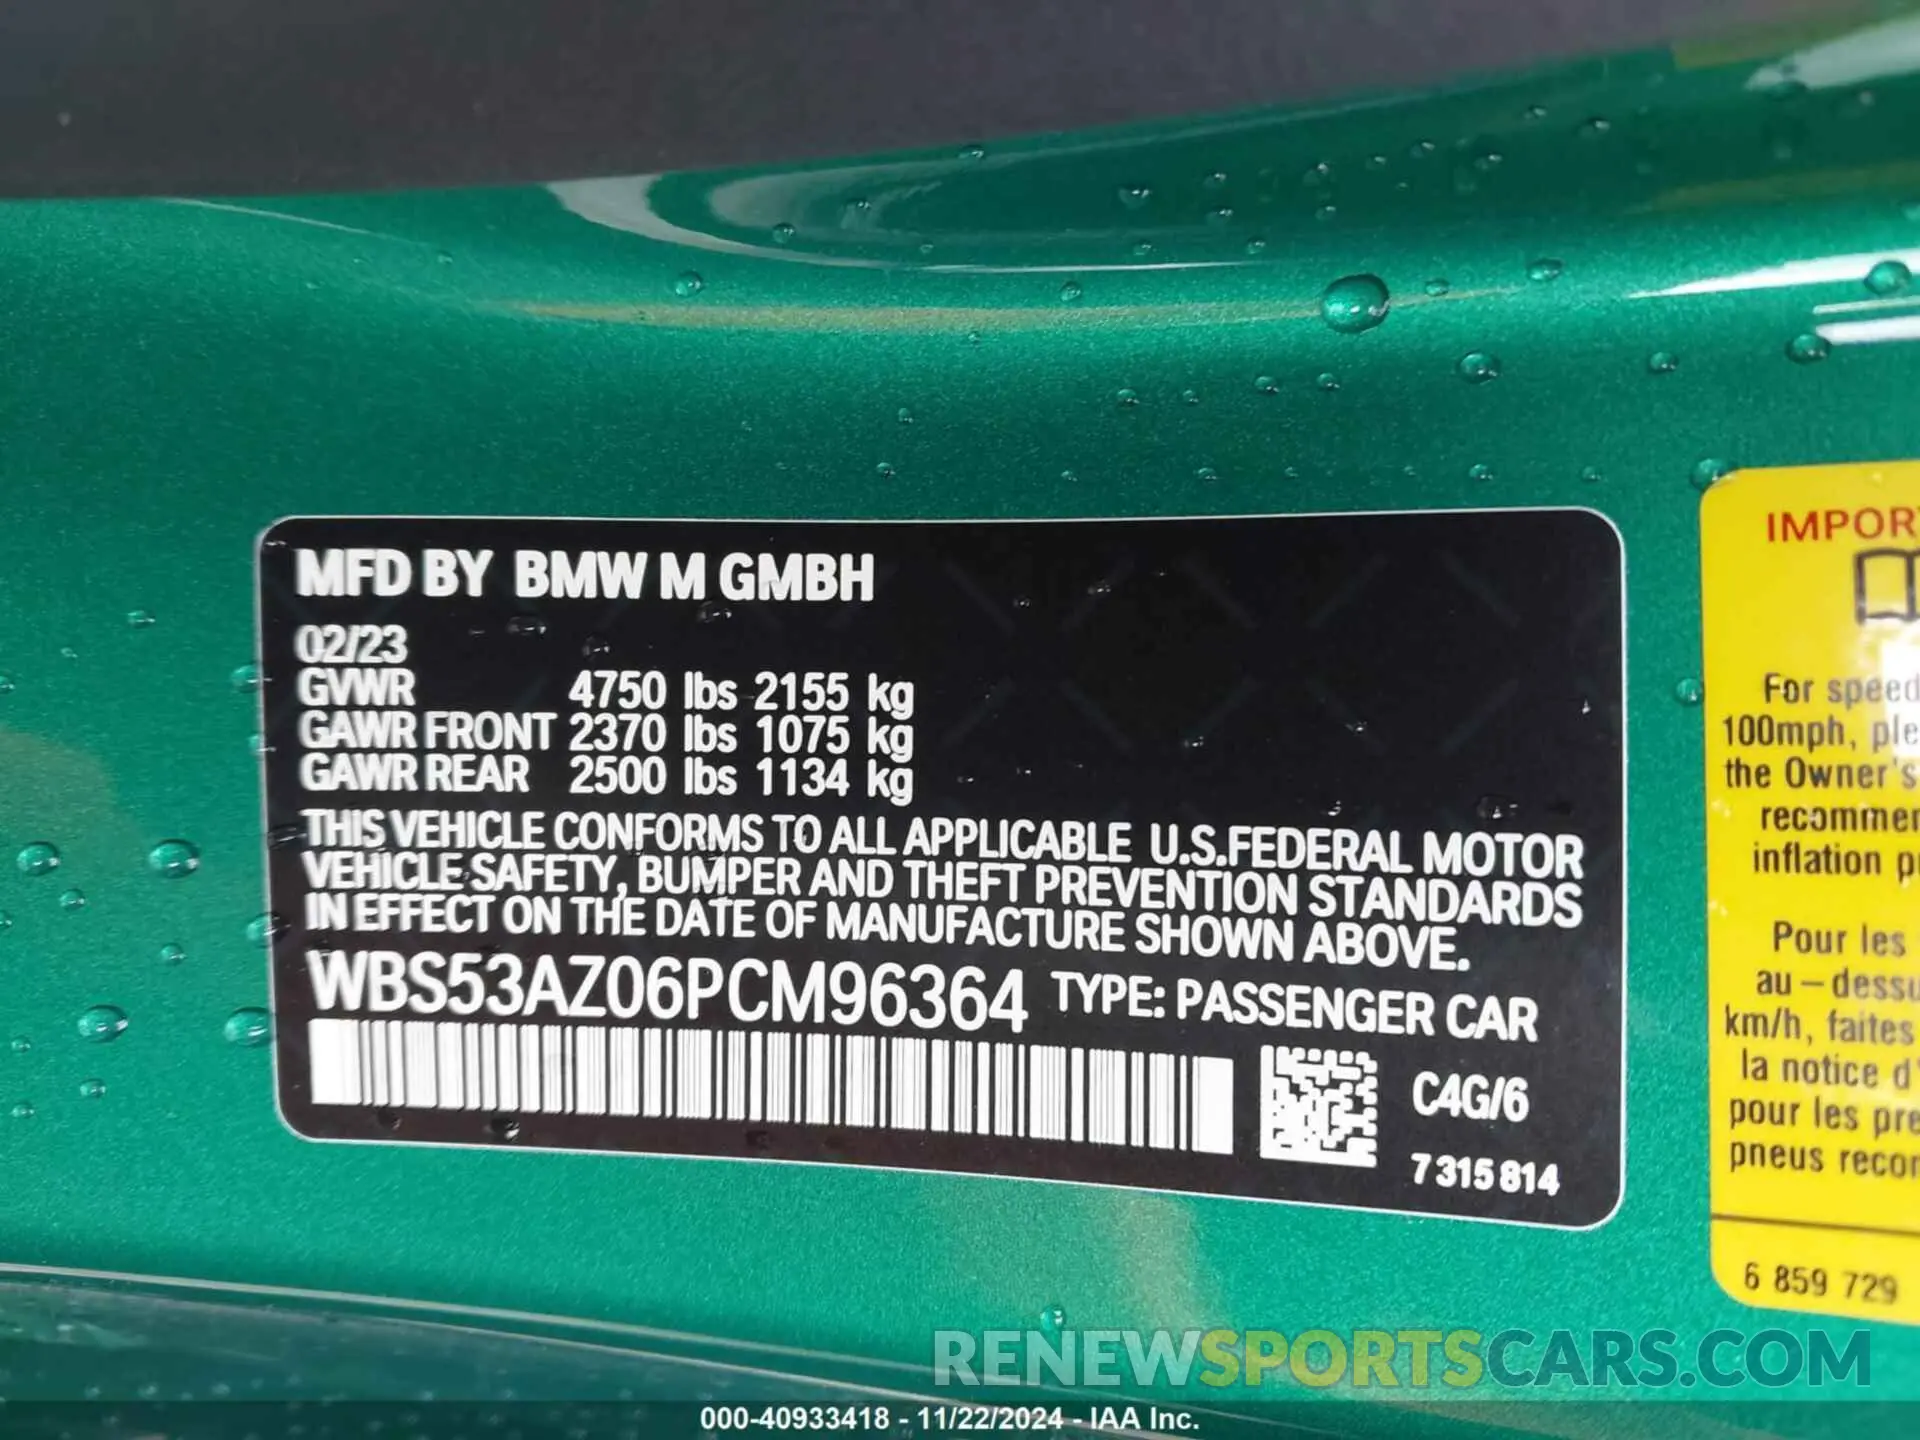 MFD BY BMW M GMBH
02/23
GVWR 4750 lbs 2155 kg
GAWR FRONT 2370 lbs 1075 kg
GAWR REAR 2500 lbs 1134 kg
THIS VEHICLE CONFORMS TO ALL APPLICABLE U.S.FEDERAL MOTOR
VEHICLE SAFETY, BUMPER AND THEFT PREVENTION STANDARDS
IN EFFECT ON THE DATE OF MANUFACTURE SHOWN ABOVE.
WBS53AZ06PCM96364 TYPE: PASSENGER CAR
C4G/6
7 315 814
IMPOR
For speed
100mph, ple
the Owner's
recommen
inflation p
Pour les
au-dessu
km/h, faites
la notice d'
pour les pre
pneus recor
6 859 729
RENEWSPORTSCARS.COM
000-40933418 - 11/22/2024 - IAA Inc.